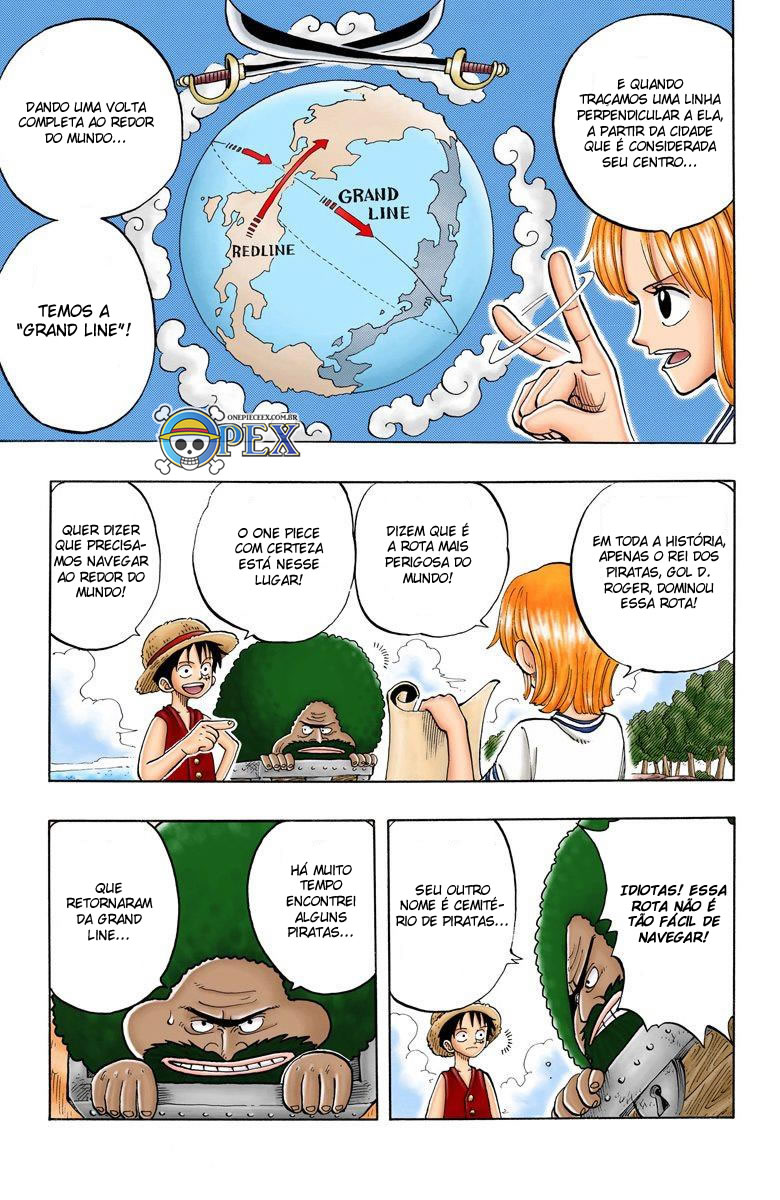 E QUANDO
TRAÇAMOS UMA LINHA
PERPENDICULAR A ELA,
A PARTIR DA CIDADE
QUE É CONSIDERADA
SEU CENTRO...
DANDO UMA VOLTA
COMPLETA AO REDOR
DO MUNDO...
GRAND
LINE
REDLINE
TEMOS A
"GRAND LINE"!
ONEPIECEEX.COM.BR
OPEX
EM TODA A HISTÓRIA,
APENAS O REI DOS
PIRATAS, GOL D.
ROGER, DOMINOU
ESSA ROTA!
DIZEM QUE É
A ROTA MAIS
PERIGOSA DO
MUNDO!
O ONE PIECE
COM CERTEZA
ESTÁ NESSE
LUGAR!
QUER DIZER
QUE PRECISA-
MOS NAVEGAR
AO REDOR DO
MUNDO!
IDIOTAS! ESSA
ROTA NÃO É
TÃO FÁCIL DE
NAVEGAR!
SEU OUTRO
NOME É CEMITÉ-
RIO DE PIRATAS...
HÁ MUITO
TEMPO
ENCONTREI
ALGUNS
PIRATAS...
QUE
RETORNARAM
DA GRAND
LINE...